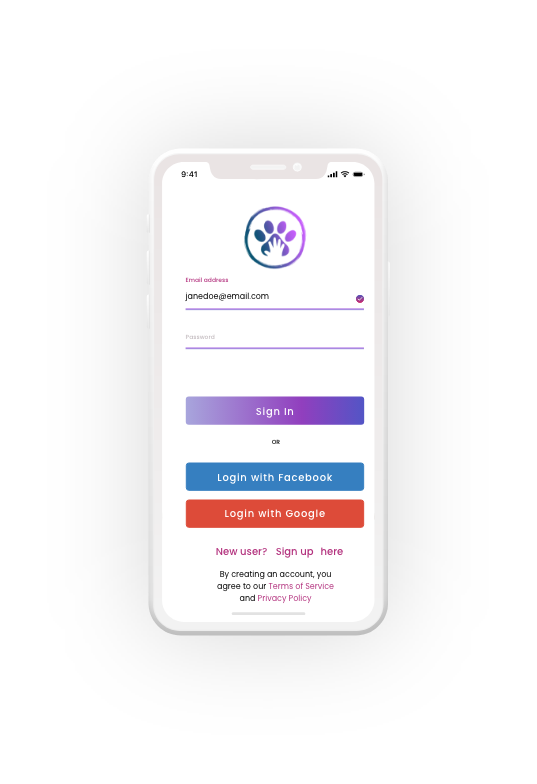 9:41
Email address
janedoe@email.com
Password
Sign In
OR
Login with Facebook
Login with Google
New user? Sign up here
By creating an account, you
agree to our Terms of Service
and Privacy Policy